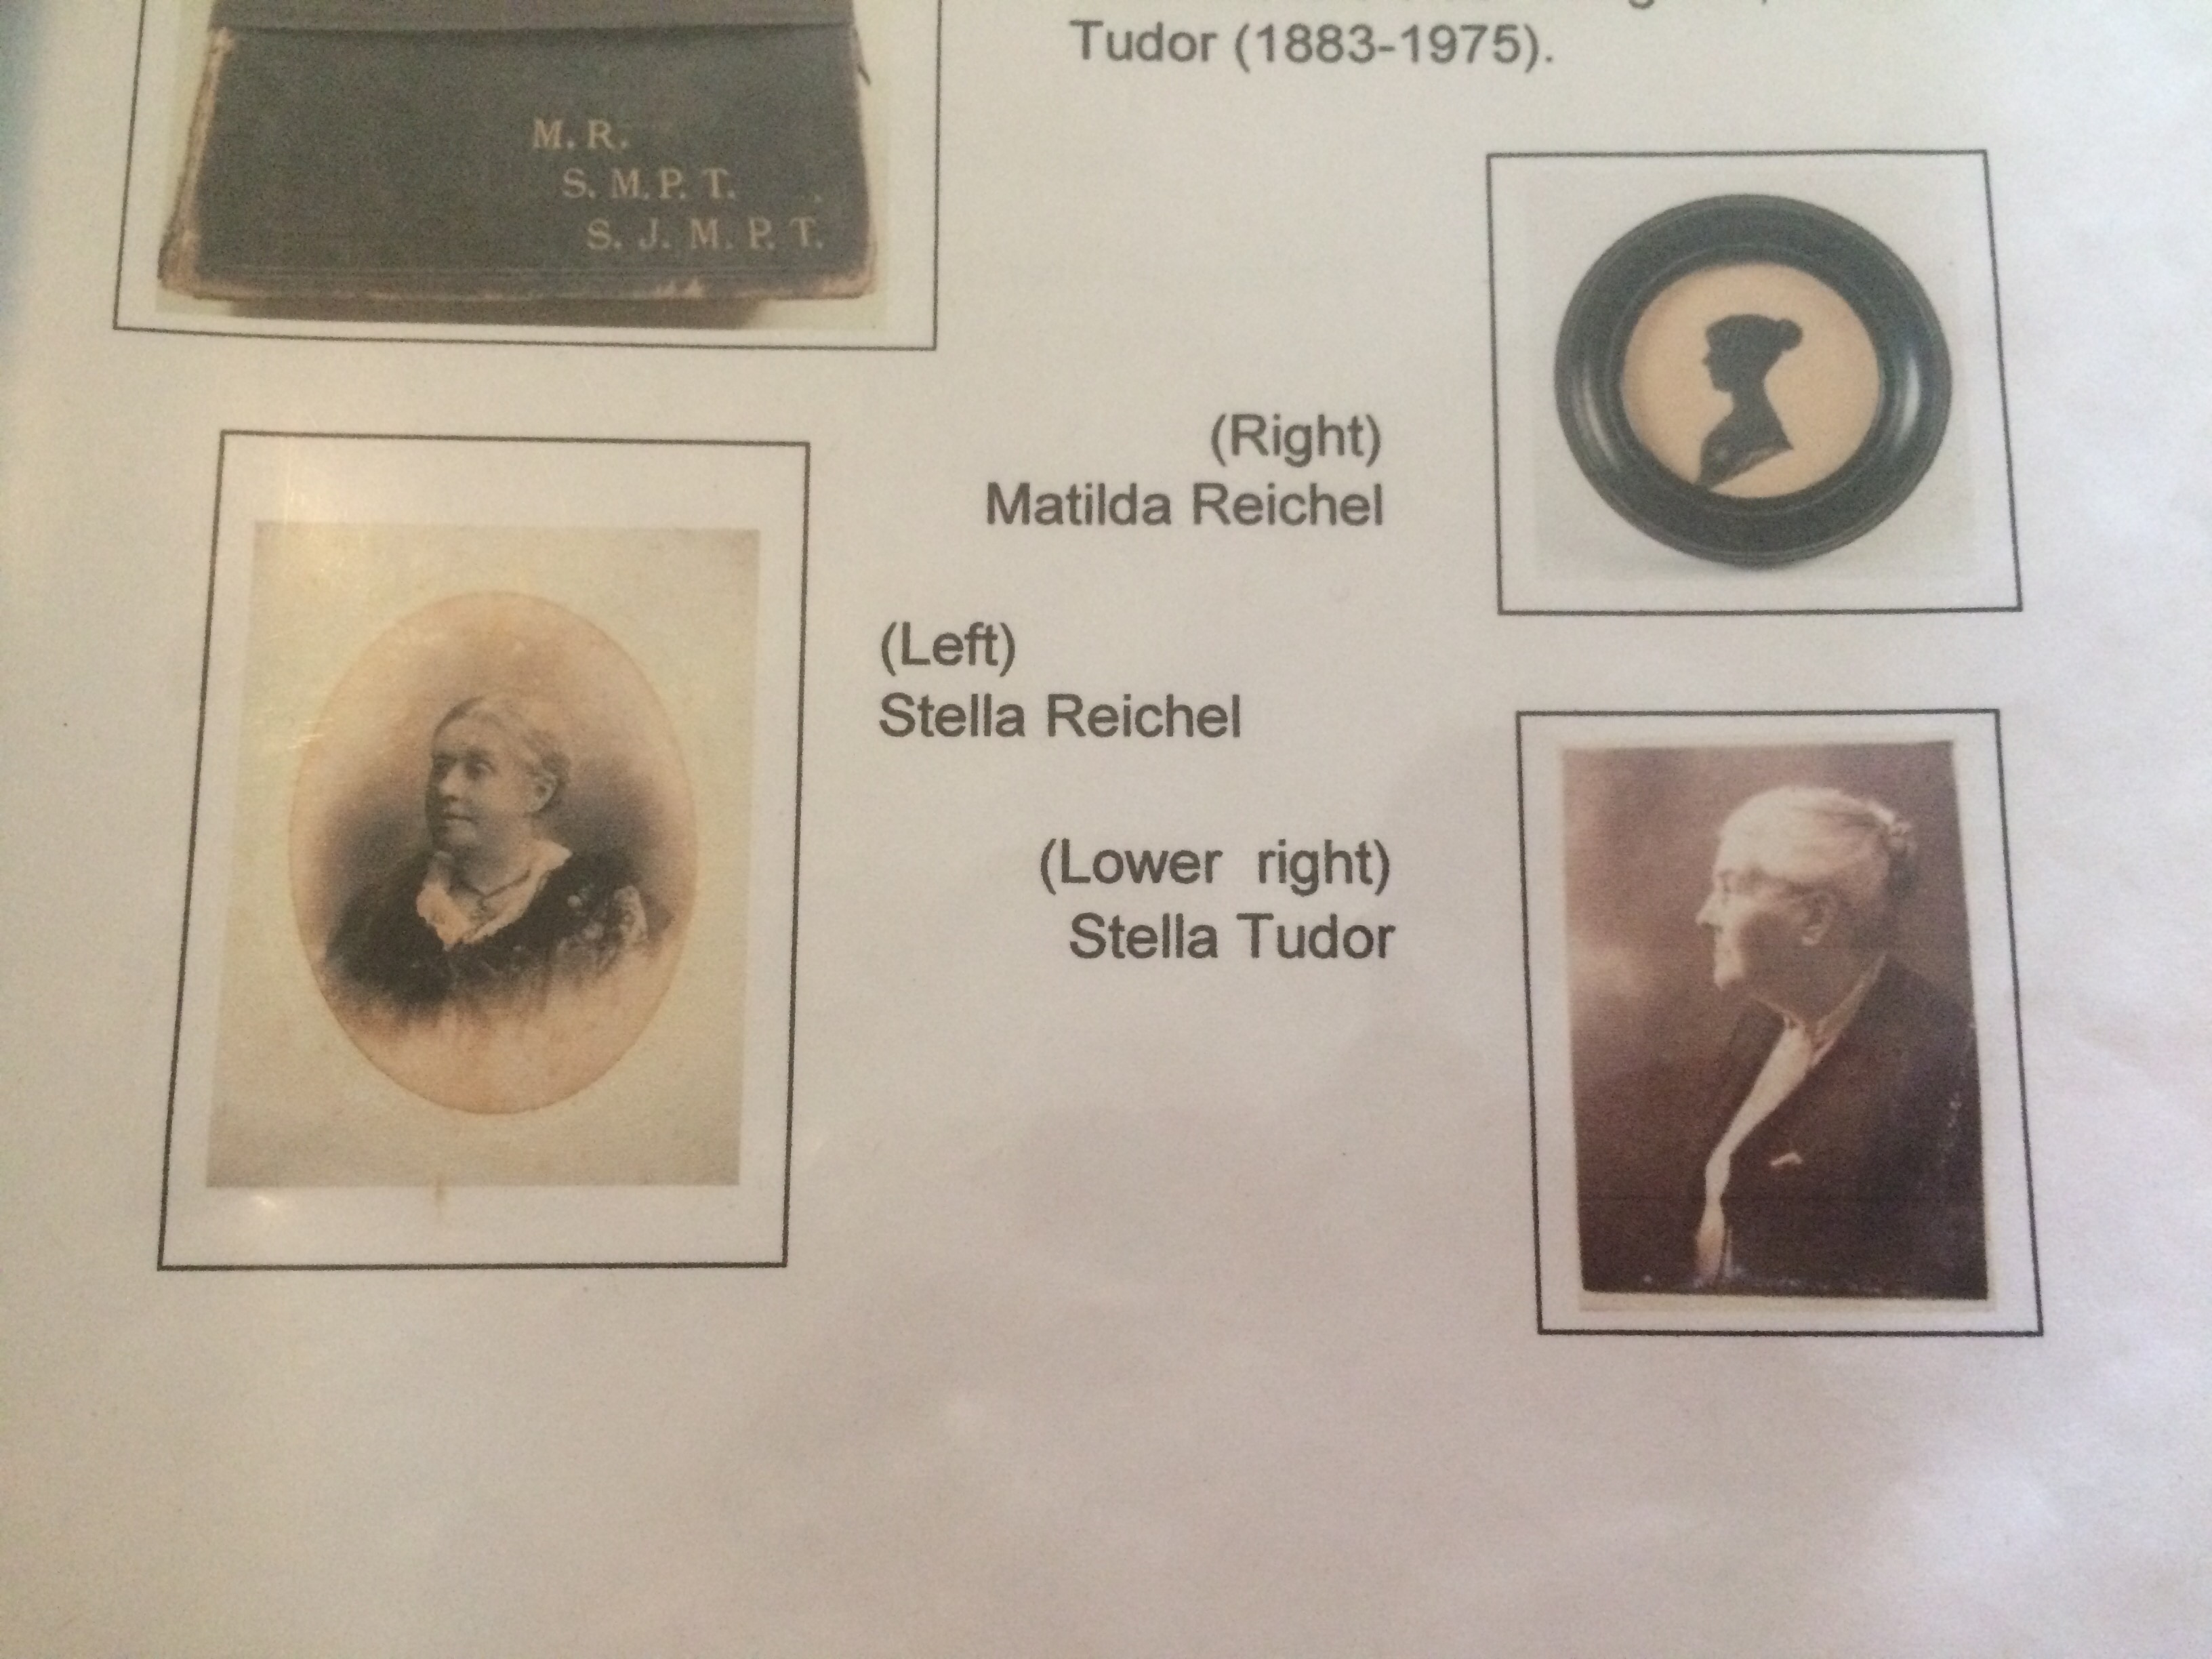 Tudor (1883-1975).
M. R.
S. M. P. T.
S. J. M. P. T.
(Right)
Matilda Reichel
(Left)
Stella Reichel
(Lower right)
Stella Tudor